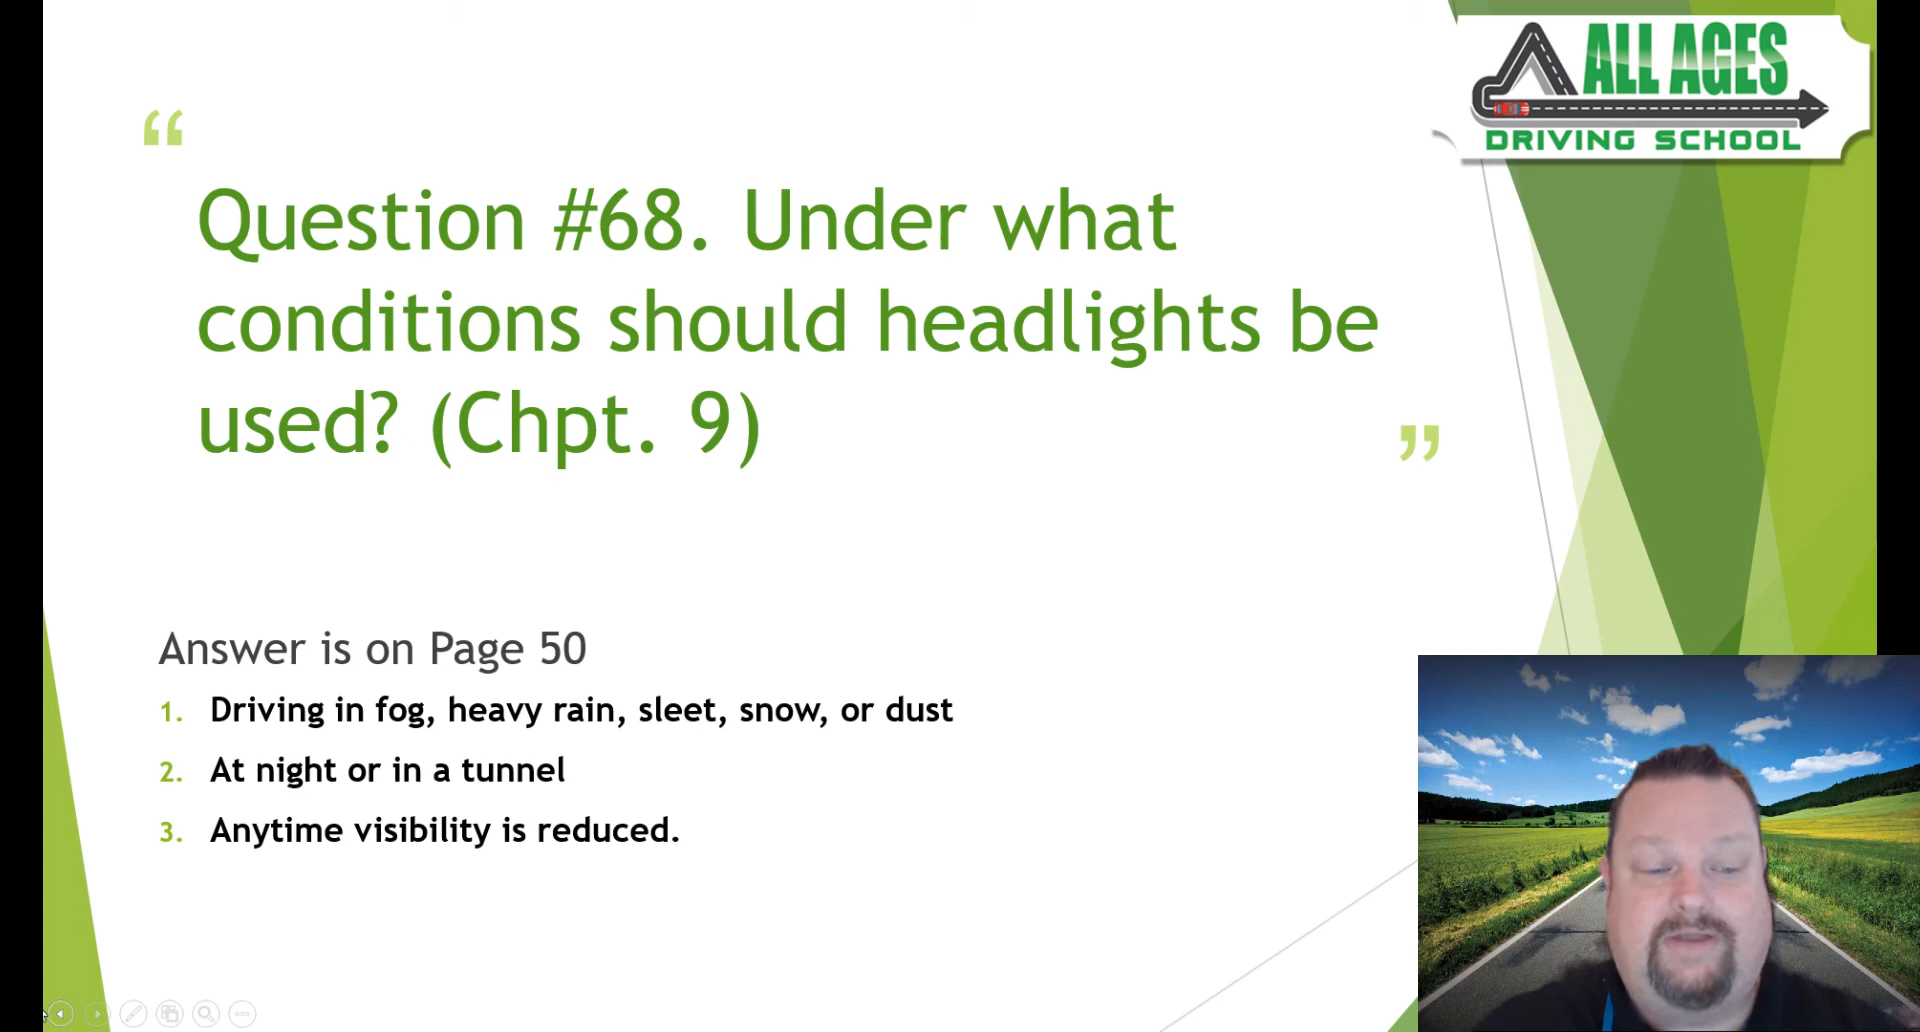 ALL AGES
DRIVING SCHOOL
“
Question #68. Under what
conditions should headlights be
used? (Chpt. 9)
”
Answer is on Page 50
1. Driving in fog, heavy rain, sleet, snow, or dust
2. At night or in a tunnel
3. Anytime visibility is reduced.